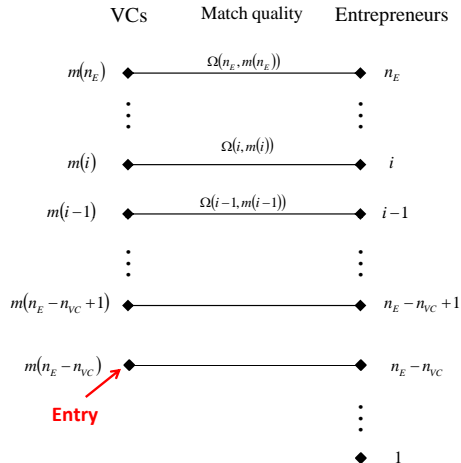 VCs Match quality Entrepreneurs
m(n_E) Ω(n_E, m(n_E)) n_E
m(i) Ω(i, m(i)) i
m(i−1) Ω(i−1, m(i−1)) i−1
m(n_E − n_VC + 1) n_E − n_VC + 1
m(n_E − n_VC) n_E − n_VC
Entry
1